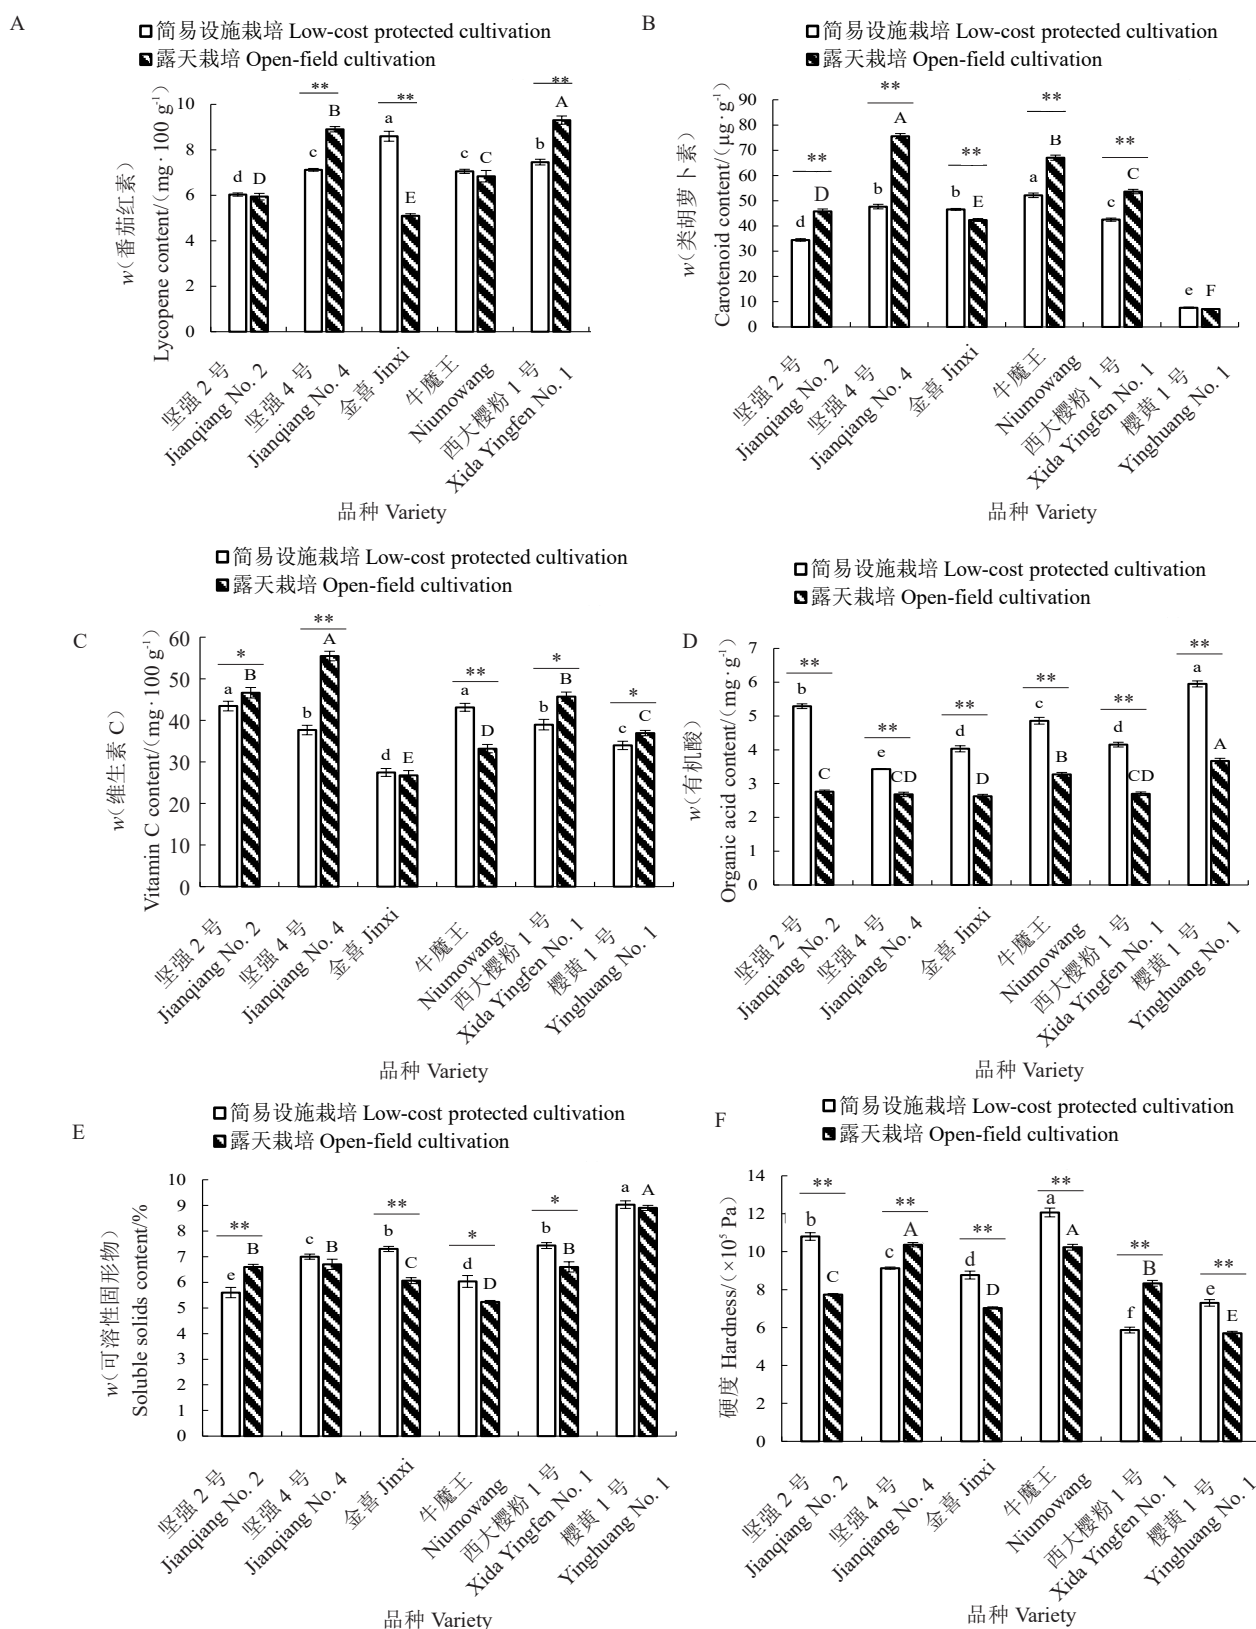 A
简易设施栽培 Low-cost protected cultivation
露天栽培 Open-field cultivation
w(番茄红素)
Lycopene content/(mg·100 g⁻¹)
10
8
6
4
2
0
d D
** c B
** a E
c C
** b A
坚强 2 号
Jianqiang No. 2
坚强 4 号
Jianqiang No. 4
金喜 Jinxi
牛魔王
Niumowang
西大樱粉 1 号
Xida Yingfen No. 1
品种 Variety
B
简易设施栽培 Low-cost protected cultivation
露天栽培 Open-field cultivation
w(类胡萝卜素)
Carotenoid content/(μg·g⁻¹)
90
80
70
60
50
40
30
20
10
0
** d D
** b A
** b E
** a B
** c C
e F
坚强 2 号
Jianqiang No. 2
坚强 4 号
Jianqiang No. 4
金喜 Jinxi
牛魔王
Niumowang
西大樱粉 1 号
Xida Yingfen No. 1
樱黄 1 号
Yinghuang No. 1
品种 Variety
C
简易设施栽培 Low-cost protected cultivation
露天栽培 Open-field cultivation
w(维生素 C)
Vitamin C content/(mg·100 g⁻¹)
60
50
40
30
20
10
0
* a B
** b A
d E
** a D
* b B
* c C
坚强 2 号
Jianqiang No. 2
坚强 4 号
Jianqiang No. 4
金喜 Jinxi
牛魔王
Niumowang
西大樱粉 1 号
Xida Yingfen No. 1
樱黄 1 号
Yinghuang No. 1
品种 Variety
D
简易设施栽培 Low-cost protected cultivation
露天栽培 Open-field cultivation
w(有机酸)
Organic acid content/(mg·g⁻¹)
7
6
5
4
3
2
1
0
** b C
** e CD
** d D
** c B
** d CD
** a A
坚强 2 号
Jianqiang No. 2
坚强 4 号
Jianqiang No. 4
金喜 Jinxi
牛魔王
Niumowang
西大樱粉 1 号
Xida Yingfen No. 1
樱黄 1 号
Yinghuang No. 1
品种 Variety
E
简易设施栽培 Low-cost protected cultivation
露天栽培 Open-field cultivation
w(可溶性固形物)
Soluble solids content/%
10
9
8
7
6
5
4
3
2
1
0
** e B
c B
** b C
* d D
* b B
a A
坚强 2 号
Jianqiang No. 2
坚强 4 号
Jianqiang No. 4
金喜 Jinxi
牛魔王
Niumowang
西大樱粉 1 号
Xida Yingfen No. 1
樱黄 1 号
Yinghuang No. 1
品种 Variety
F
简易设施栽培 Low-cost protected cultivation
露天栽培 Open-field cultivation
硬度 Hardness/(×10⁵ Pa)
14
12
10
8
6
4
2
0
** b C
** c A
** d D
** a A
** f B
** e E
坚强 2 号
Jianqiang No. 2
坚强 4 号
Jianqiang No. 4
金喜 Jinxi
牛魔王
Niumowang
西大樱粉 1 号
Xida Yingfen No. 1
樱黄 1 号
Yinghuang No. 1
品种 Variety